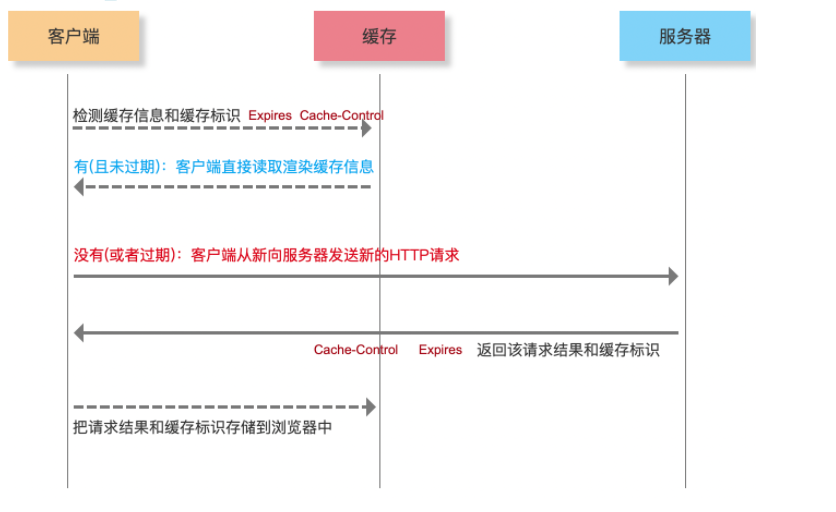 客户端
缓存
服务器
检测缓存信息和缓存标识 Expires Cache-Control
有(且未过期)：客户端直接读取渲染缓存信息
没有(或者过期)：客户端从新向服务器发送新的HTTP请求
Cache-Control Expires 返回该请求结果和缓存标识
把请求结果和缓存标识存储到浏览器中